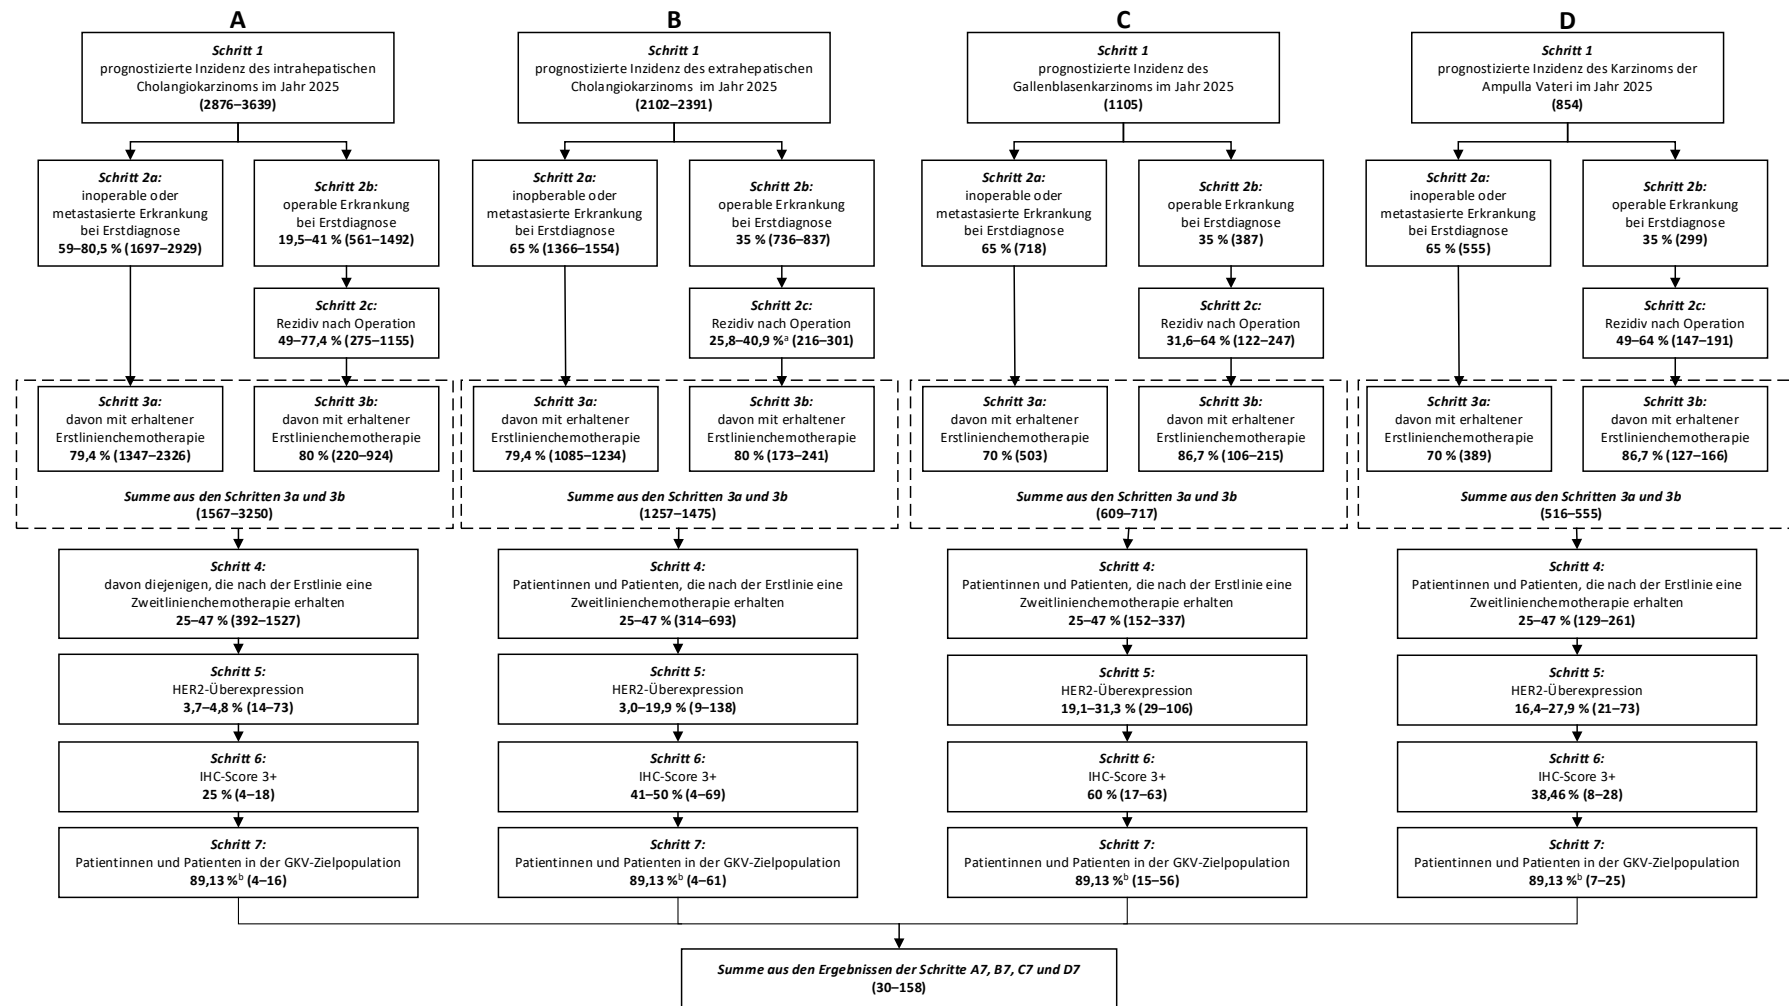 A
Schritt 1
prognostizierte Inzidenz des intrahepatischen
Cholangiokarzinoms im Jahr 2025
(2876–3639)
Schritt 2a:
inoperable oder
metastasierte Erkrankung
bei Erstdiagnose
59–80,5 % (1697–2929)
Schritt 2b:
operable Erkrankung
bei Erstdiagnose
19,5–41 % (561–1492)
Schritt 2c:
Rezidiv nach Operation
49–77,4 % (275–1155)
Schritt 3a:
davon mit erhaltener
Erstlinienchemotherapie
79,4 % (1347–2326)
Schritt 3b:
davon mit erhaltener
Erstlinienchemotherapie
80 % (220–924)
Summe aus den Schritten 3a und 3b
(1567–3250)
Schritt 4:
davon diejenigen, die nach der Erstlinie eine
Zweitlinienchemotherapie erhalten
25–47 % (392–1527)
Schritt 5:
HER2-Überexpression
3,7–4,8 % (14–73)
Schritt 6:
IHC-Score 3+
25 % (4–18)
Schritt 7:
Patientinnen und Patienten in der GKV-Zielpopulation
89,13 %b (4–16)
B
Schritt 1
prognostizierte Inzidenz des extrahepatischen
Cholangiokarzinoms im Jahr 2025
(2102–2391)
Schritt 2a:
inopberable oder
metastasierte Erkrankung
bei Erstdiagnose
65 % (1366–1554)
Schritt 2b:
operable Erkrankung
bei Erstdiagnose
35 % (736–837)
Schritt 2c:
Rezidiv nach Operation
25,8–40,9 %a (216–301)
Schritt 3a:
davon mit erhaltener
Erstlinienchemotherapie
79,4 % (1085–1234)
Schritt 3b:
davon mit erhaltener
Erstlinienchemotherapie
80 % (173–241)
Summe aus den Schritten 3a und 3b
(1257–1475)
Schritt 4:
Patientinnen und Patienten, die nach der Erstlinie eine
Zweitlinienchemotherapie erhalten
25–47 % (314–693)
Schritt 5:
HER2-Überexpression
3,0–19,9 % (9–138)
Schritt 6:
IHC-Score 3+
41–50 % (4–69)
Schritt 7:
Patientinnen und Patienten in der GKV-Zielpopulation
89,13 %b (4–61)
C
Schritt 1
prognostizierte Inzidenz des
Gallenblasenkarzinoms im Jahr 2025
(1105)
Schritt 2a:
inoperable oder
metastasierte Erkrankung
bei Erstdiagnose
65 % (718)
Schritt 2b:
operable Erkrankung
bei Erstdiagnose
35 % (387)
Schritt 2c:
Rezidiv nach Operation
31,6–64 % (122–247)
Schritt 3a:
davon mit erhaltener
Erstlinienchemotherapie
70 % (503)
Schritt 3b:
davon mit erhaltener
Erstlinienchemotherapie
86,7 % (106–215)
Summe aus den Schritten 3a und 3b
(609–717)
Schritt 4:
Patientinnen und Patienten, die nach der Erstlinie eine
Zweitlinienchemotherapie erhalten
25–47 % (152–337)
Schritt 5:
HER2-Überexpression
19,1–31,3 % (29–106)
Schritt 6:
IHC-Score 3+
60 % (17–63)
Schritt 7:
Patientinnen und Patienten in der GKV-Zielpopulation
89,13 %b (15–56)
D
Schritt 1
prognostizierte Inzidenz des Karzinoms der
Ampulla Vateri im Jahr 2025
(854)
Schritt 2a:
inoperable oder
metastasierte Erkrankung
bei Erstdiagnose
65 % (555)
Schritt 2b:
operable Erkrankung
bei Erstdiagnose
35 % (299)
Schritt 2c:
Rezidiv nach Operation
49–64 % (147–191)
Schritt 3a:
davon mit erhaltener
Erstlinienchemotherapie
70 % (389)
Schritt 3b:
davon mit erhaltener
Erstlinienchemotherapie
86,7 % (127–166)
Summe aus den Schritten 3a und 3b
(516–555)
Schritt 4:
Patientinnen und Patienten, die nach der Erstlinie eine
Zweitlinienchemotherapie erhalten
25–47 % (129–261)
Schritt 5:
HER2-Überexpression
16,4–27,9 % (21–73)
Schritt 6:
IHC-Score 3+
38,46 % (8–28)
Schritt 7:
Patientinnen und Patienten in der GKV-Zielpopulation
89,13 %b (7–25)
Summe aus den Ergebnissen der Schritte A7, B7, C7 und D7
(30–158)